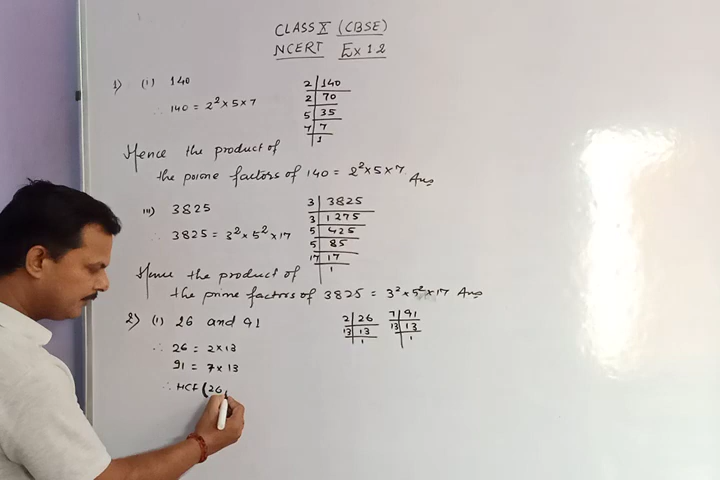 CLASS X (CBSE)
NCERT Ex 1.2
1) (i) 140
∴ 140 = 2² × 5 × 7
2 | 140
2 | 70
5 | 35
7 | 7
1
Hence the product of
the prime factors of 140 = 2² × 5 × 7 Ans
iii) 3825
∴ 3825 = 3² × 5² × 17
3 | 3825
3 | 1275
5 | 425
5 | 85
17 | 17
1
Hence the product of
the prime factors of 3825 = 3² × 5² × 17 Ans
2) (i) 26 and 91
2 | 26
13 | 13
1
7 | 91
13 | 13
1
∴ 26 = 2 × 13
91 = 7 × 13
∴ HCF (26,